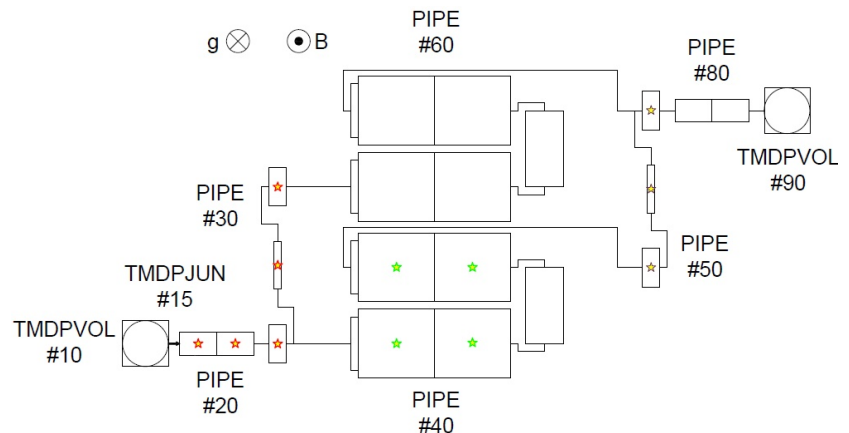 g
B
PIPE
#60
PIPE
#80
TMDPVOL
#90
PIPE
#30
PIPE
#50
TMDPJUN
#15
TMDPVOL
#10
PIPE
#20
PIPE
#40